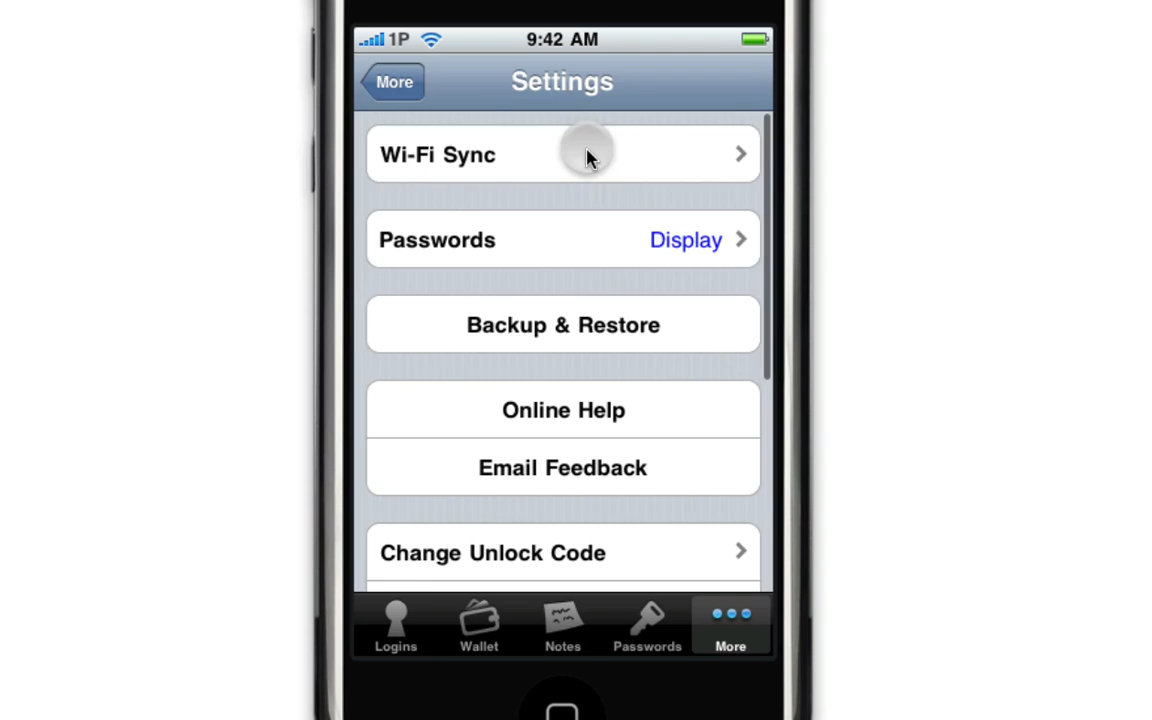 1P 9:42 AM
More Settings
Wi-Fi Sync
Passwords Display
Backup & Restore
Online Help
Email Feedback
Change Unlock Code
Logins Wallet Notes Passwords More